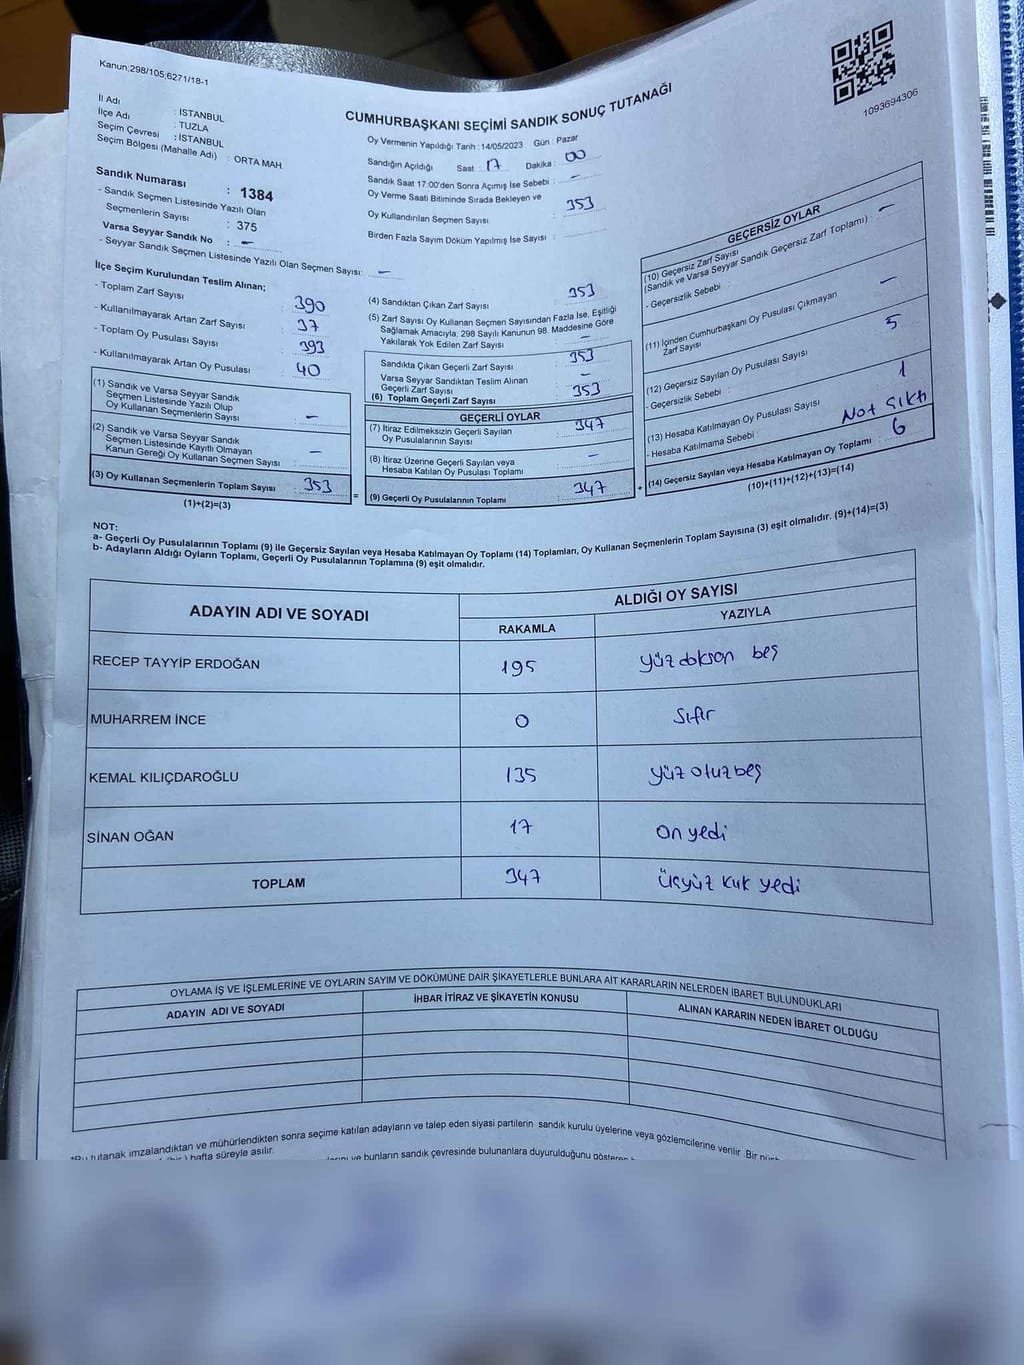 Kanun;298/105;6271/18-1
1093694306
CUMHURBAŞKANI SEÇİMİ SANDIK SONUÇ TUTANAĞI
İl Adı : İSTANBUL
İlçe Adı : TUZLA
Seçim Çevresi : İSTANBUL
Seçim Bölgesi (Mahalle Adı) : ORTA MAH.
Sandık Numarası : 1384
- Sandık Seçmen Listesinde Yazılı Olan
Seçmenlerin Sayısı : 375
Varsa Seyyar Sandık No : –
- Seyyar Sandık Seçmen Listesinde Yazılı Olan Seçmen Sayısı: –
Oy Vermenin Yapıldığı Tarih :14/05/2023 Gün : Pazar
Sandığın Açıldığı Saat : 17 Dakika : 00
Sandık Saat 17:00'den Sonra Açımış İse Sebebi : –
Oy Verme Saati Bitiminde Sırada Bekleyen ve
Oy Kullandırılan Seçmen Sayısı : 353
Birden Fazla Sayım Döküm Yapılmış İse Sayısı :
İlçe Seçim Kurulundan Teslim Alınan;
- Toplam Zarf Sayısı : 390
- Kullanılmayarak Artan Zarf Sayısı : 37
- Toplam Oy Pusulası Sayısı : 393
- Kullanılmayarak Artan Oy Pusulası : 40
(1) Sandık ve Varsa Seyyar Sandık
Seçmen Listesinde Yazılı Olup
Oy Kullanan Seçmenlerin Sayısı : –
(2) Sandık ve Varsa Seyyar Sandık
Seçmen Listesinde Kayıtlı Olmayan
Kanun Gereği Oy Kullanan Seçmen Sayısı : –
(3) Oy Kullanan Seçmenlerin Toplam Sayısı : 353
(1)+(2)=(3)
=
(4) Sandıktan Çıkan Zarf Sayısı : 353
(5) Zarf Sayısı Oy Kullanan Seçmen Sayısından Fazla İse, Eşitliği
Sağlamak Amacıyla, 298 Sayılı Kanunun 98. Maddesine Göre
Yakılarak Yok Edilen Zarf Sayısı : –
Sandıkta Çıkan Geçerli Zarf Sayısı : 353
Varsa Seyyar Sandıktan Teslim Alınan
Geçerli Zarf Sayısı : –
(6) Toplam Geçerli Zarf Sayısı : 353
GEÇERLİ OYLAR
(7) İtiraz Edilmeksizin Geçerli Sayılan
Oy Pusulalarının Sayısı : 347
(8) İtiraz Üzerine Geçerli Sayılan veya
Hesaba Katılan Oy Pusulası Toplamı : –
(9) Geçerli Oy Pusulalarının Toplamı : 347
+
GEÇERSİZ OYLAR
(10) Geçersiz Zarf Sayısı
(Sandık ve Varsa Seyyar Sandık Geçersiz Zarf Toplamı) : –
- Geçersizlik Sebebi :
(11) İçinden Cumhurbaşkanı Oy Pusulası Çıkmayan
Zarf Sayısı : –
(12) Geçersiz Sayılan Oy Pusulası Sayısı : 5
- Geçersizlik Sebebi :
(13) Hesaba Katılmayan Oy Pusulası Sayısı : 1
- Hesaba Katılmama Sebebi : Not Çıktı
(14) Geçersiz Sayılan veya Hesaba Katılmayan Oy Toplamı : 6
(10)+(11)+(12)+(13)=(14)
NOT:
a- Geçerli Oy Pusulalarının Toplamı (9) ile Geçersiz Sayılan veya Hesaba Katılmayan Oy Toplamı (14) Toplamları, Oy Kullanan Seçmenlerin Toplam Sayısına (3) eşit olmalıdır. (9)+(14)=(3)
b- Adayların Aldığı Oyların Toplamı, Geçerli Oy Pusulalarının Toplamına (9) eşit olmalıdır.
ADAYIN ADI VE SOYADI ALDIĞI OY SAYISI
RAKAMLA YAZIYLA
RECEP TAYYİP ERDOĞAN 195 yüz dokson beş
MUHARREM İNCE 0 Sıfır
KEMAL KILIÇDAROĞLU 135 yüz otuz beş
SİNAN OĞAN 17 on yedi
TOPLAM 347 üçyüz kırk yedi
OYLAMA İŞ VE İŞLEMLERİNE VE OYLARIN SAYIM VE DÖKÜMÜNE DAİR ŞİKAYETLERLE BUNLARA AİT KARARLARIN NELERDEN İBARET BULUNDUKLARI
ADAYIN ADI VE SOYADI İHBAR İTİRAZ VE ŞİKAYETİN KONUSU ALINAN KARARIN NEDEN İBARET OLDUĞU
*Bu tutanak imzalandıktan ve mühürlendikten sonra seçime katılan adayların ve talep eden siyasi partilerin sandık kurulu üyelerine veya gözlemcilerine verilir .Bir
hafta süreyle asılır. ve bunların sandık çevresinde bulunanlara duyurulduğunu gösteren